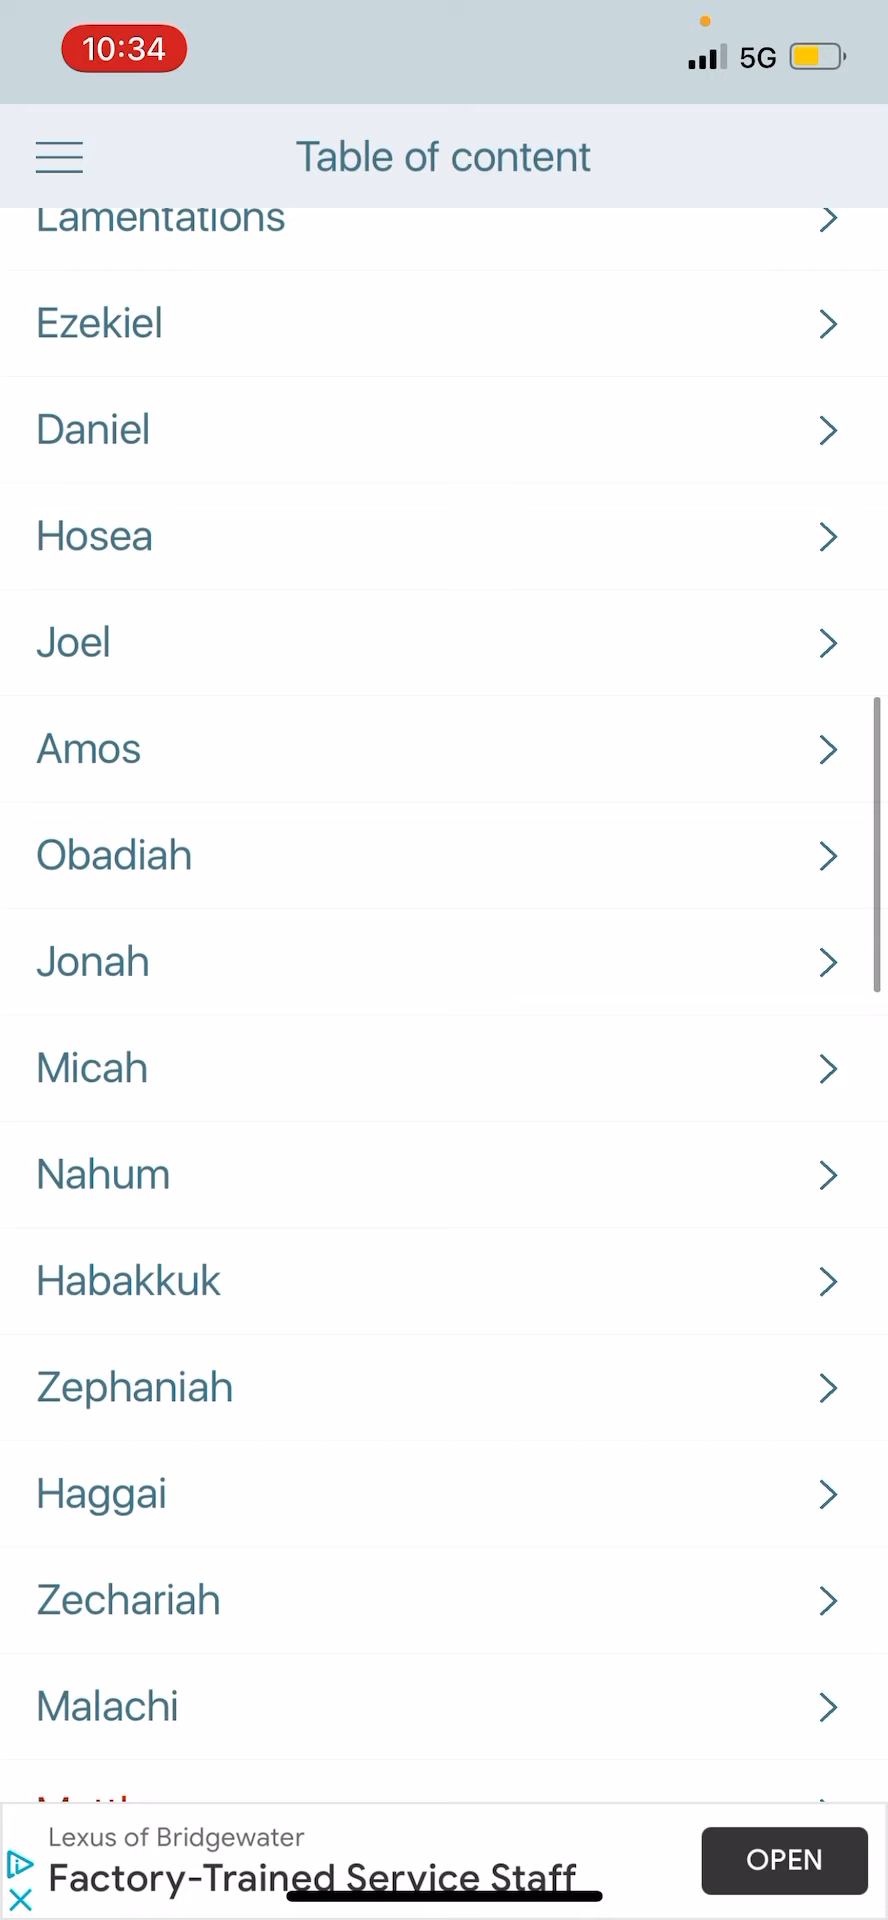 10:34
5G
Table of content
Lamentations
Ezekiel
Daniel
Hosea
Joel
Amos
Obadiah
Jonah
Micah
Nahum
Habakkuk
Zephaniah
Haggai
Zechariah
Malachi
Lexus of Bridgewater
Factory-Trained Service Staff
OPEN